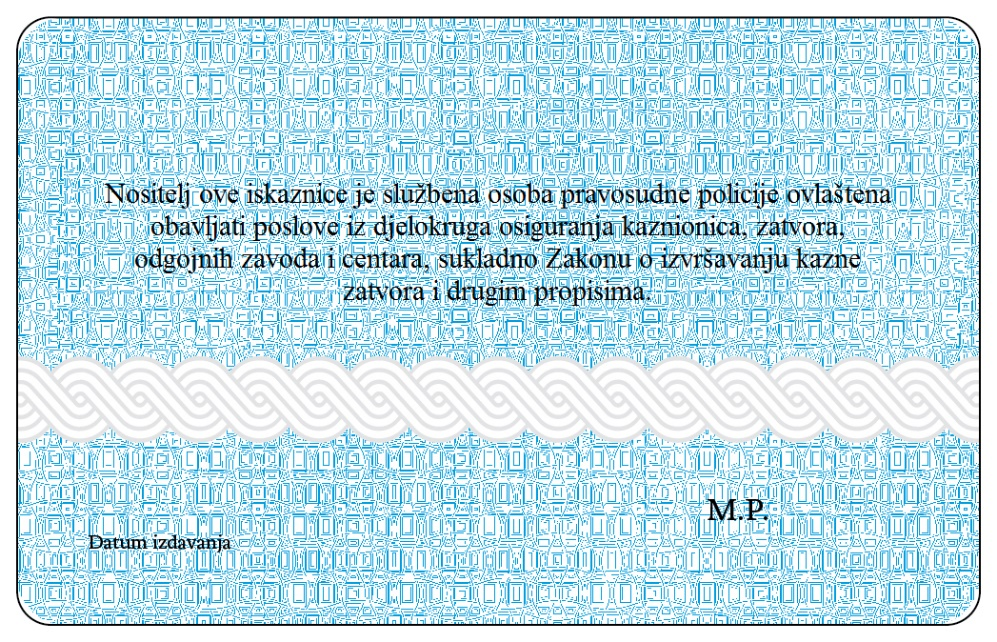 Nositelj ove iskaznice je službena osoba pravosudne policije ovlaštena
obavljati poslove iz djelokruga osiguranja kaznionica, zatvora,
odgojnih zavoda i centara, sukladno Zakonu o izvršavanju kazne
zatvora i drugim propisima.
M.P.
Datum izdavanja